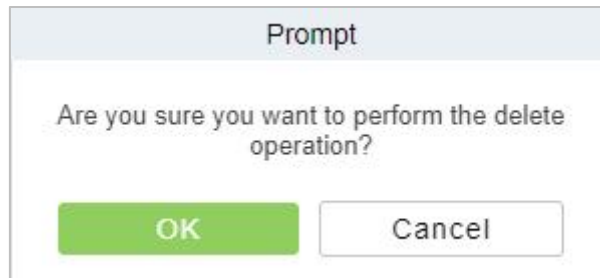 Prompt
Are you sure you want to perform the delete
operation?
OK
Cancel